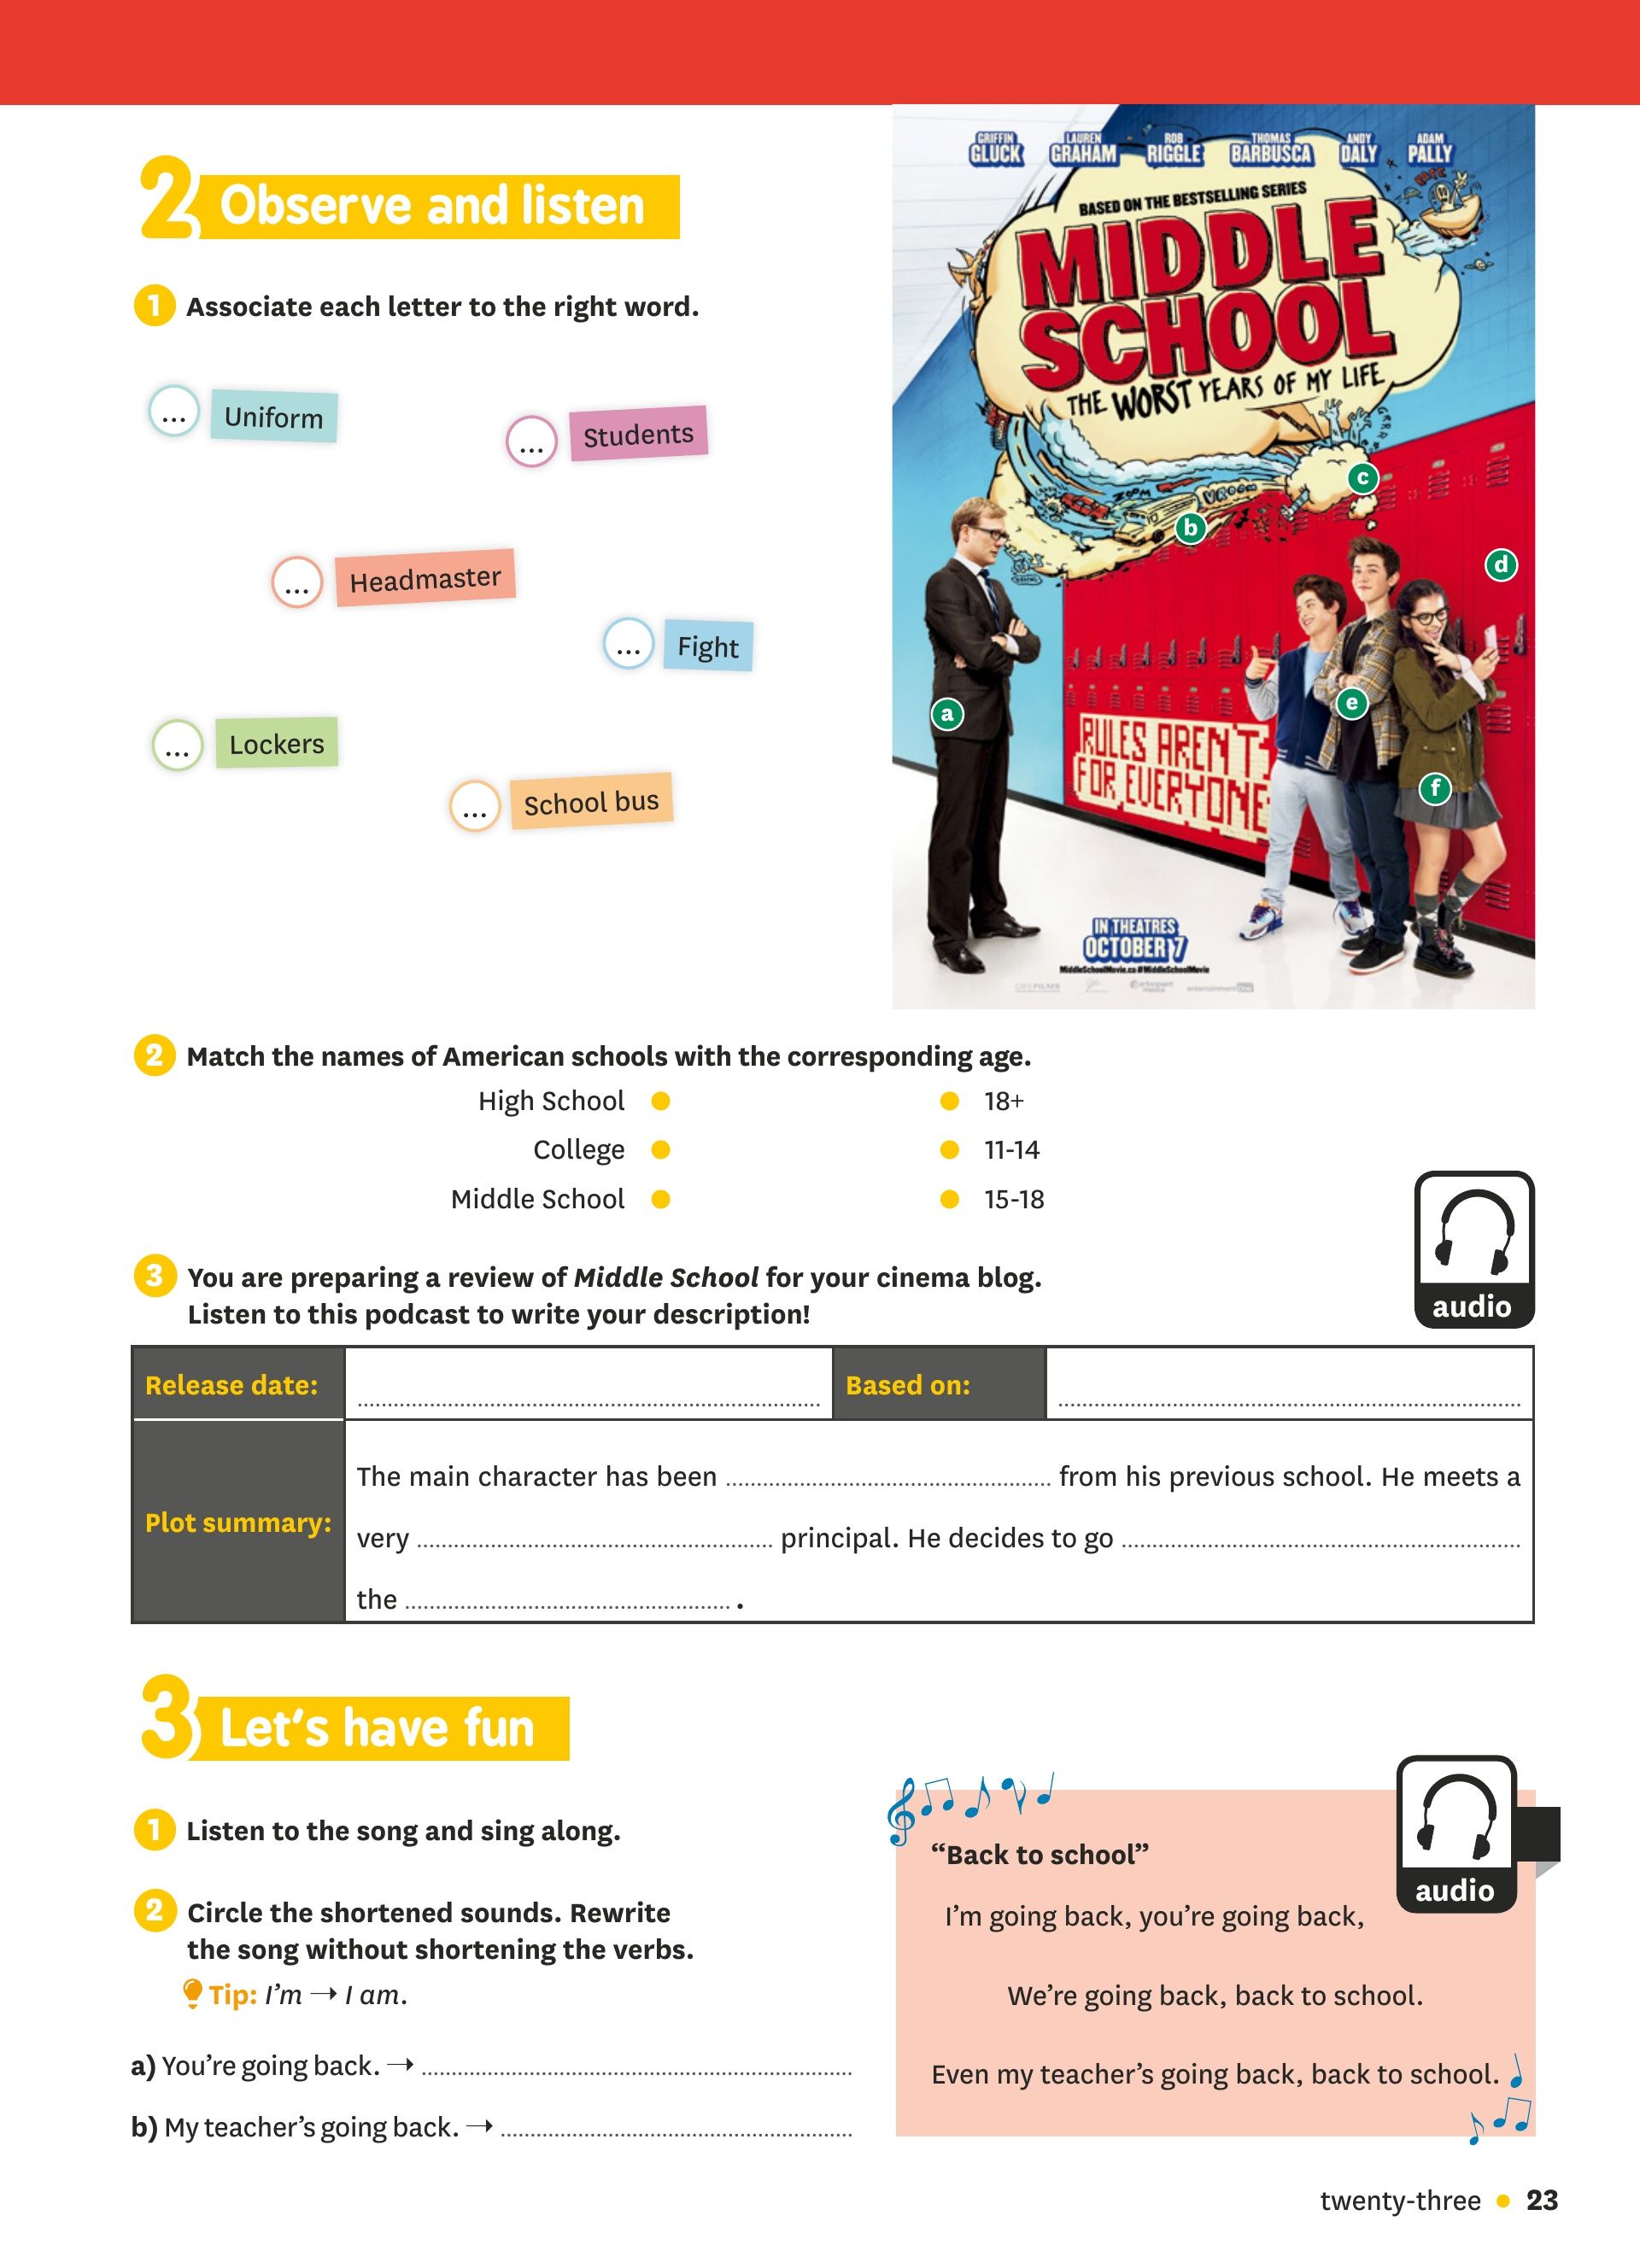 2 Observe and listen
1 Associate each letter to the right word.
... Uniform
... Students
... Headmaster
... Fight
... Lockers
... School bus
GRIFFIN GLUCK LAUREN GRAHAM ROB RIGGLE THOMAS BARBUSCA ANDY DALY ADAM PALLY
BASED ON THE BESTSELLING SERIES
MIDDLE
SCHOOL
THE WORST YEARS OF MY LIFE
ZOOM
VROOM
a
b
c
d
e
f
RULES AREN'T
FOR EVERYONE
IN THEATRES
OCTOBER 7
MiddleSchoolMovie.ca #MiddleSchoolMovie
CBS FILMS
participant media
entertainment One
2 Match the names of American schools with the corresponding age.
High School 18+
College 11-14
Middle School 15-18
3 You are preparing a review of Middle School for your cinema blog.
Listen to this podcast to write your description!
audio
Release date: Based on:
Plot summary:
The main character has been ........................................ from his previous school. He meets a
very ........................................ principal. He decides to go ........................................
the ........................................ .
3 Let's have fun
1 Listen to the song and sing along.
2 Circle the shortened sounds. Rewrite
the song without shortening the verbs.
Tip: I'm → I am.
a) You're going back. → ........................................
b) My teacher's going back. → ........................................
audio
“Back to school”
I'm going back, you're going back,
We're going back, back to school.
Even my teacher's going back, back to school.
twenty-three • 23